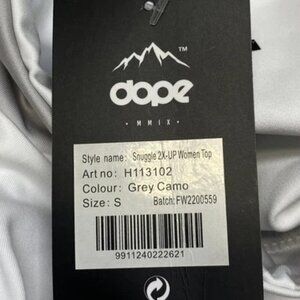 TM
dope
• MMIX •
Style name: Snuggle 2X-UP Women Top
Art no: H113102
Colour: Grey Camo
Size: S Batch: FW2200559
9911240222621